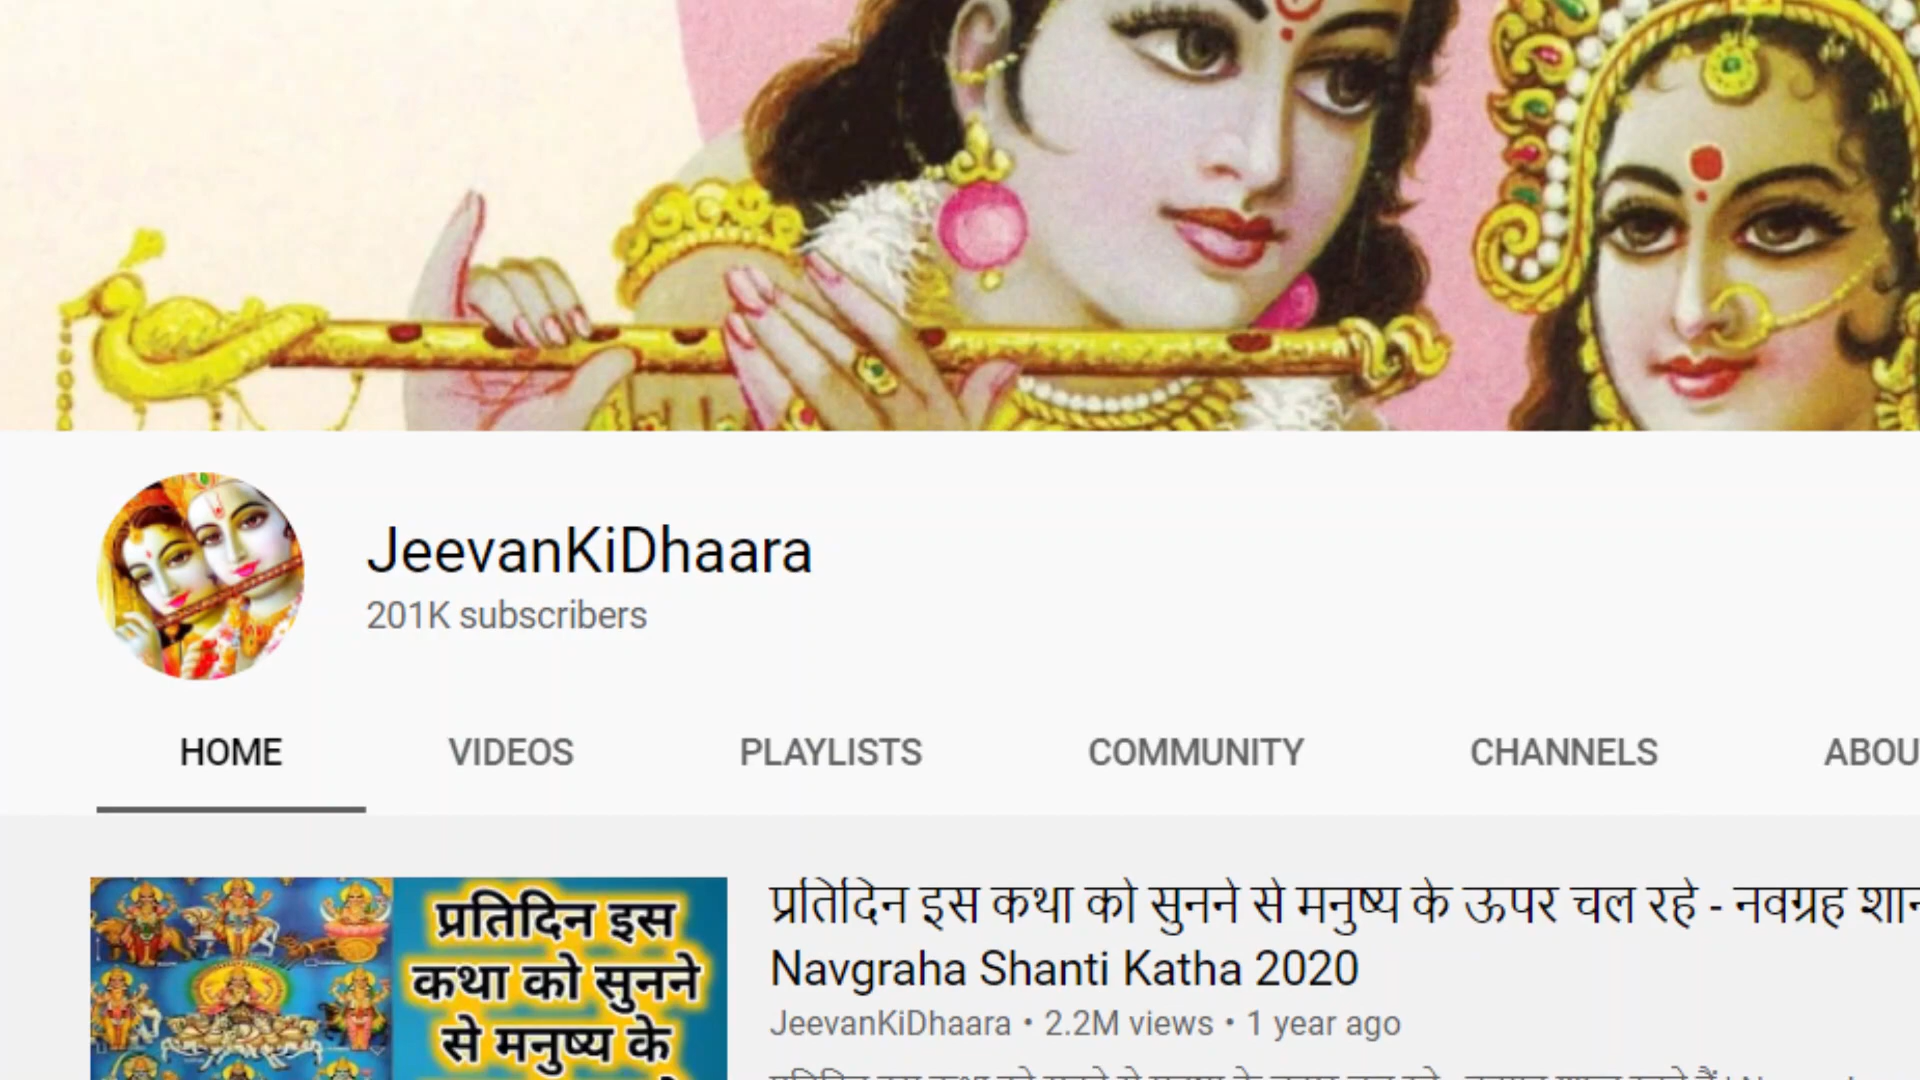 JeevanKiDhaara
201K subscribers
HOME VIDEOS PLAYLISTS COMMUNITY CHANNELS ABOU
प्रतिदिन इस
कथा को सुनने
से मनुष्य के
प्रतिदिन इस कथा को सुनने से मनुष्य के ऊपर चल रहे - नवग्रह शान
Navgraha Shanti Katha 2020
JeevanKiDhaara • 2.2M views • 1 year ago